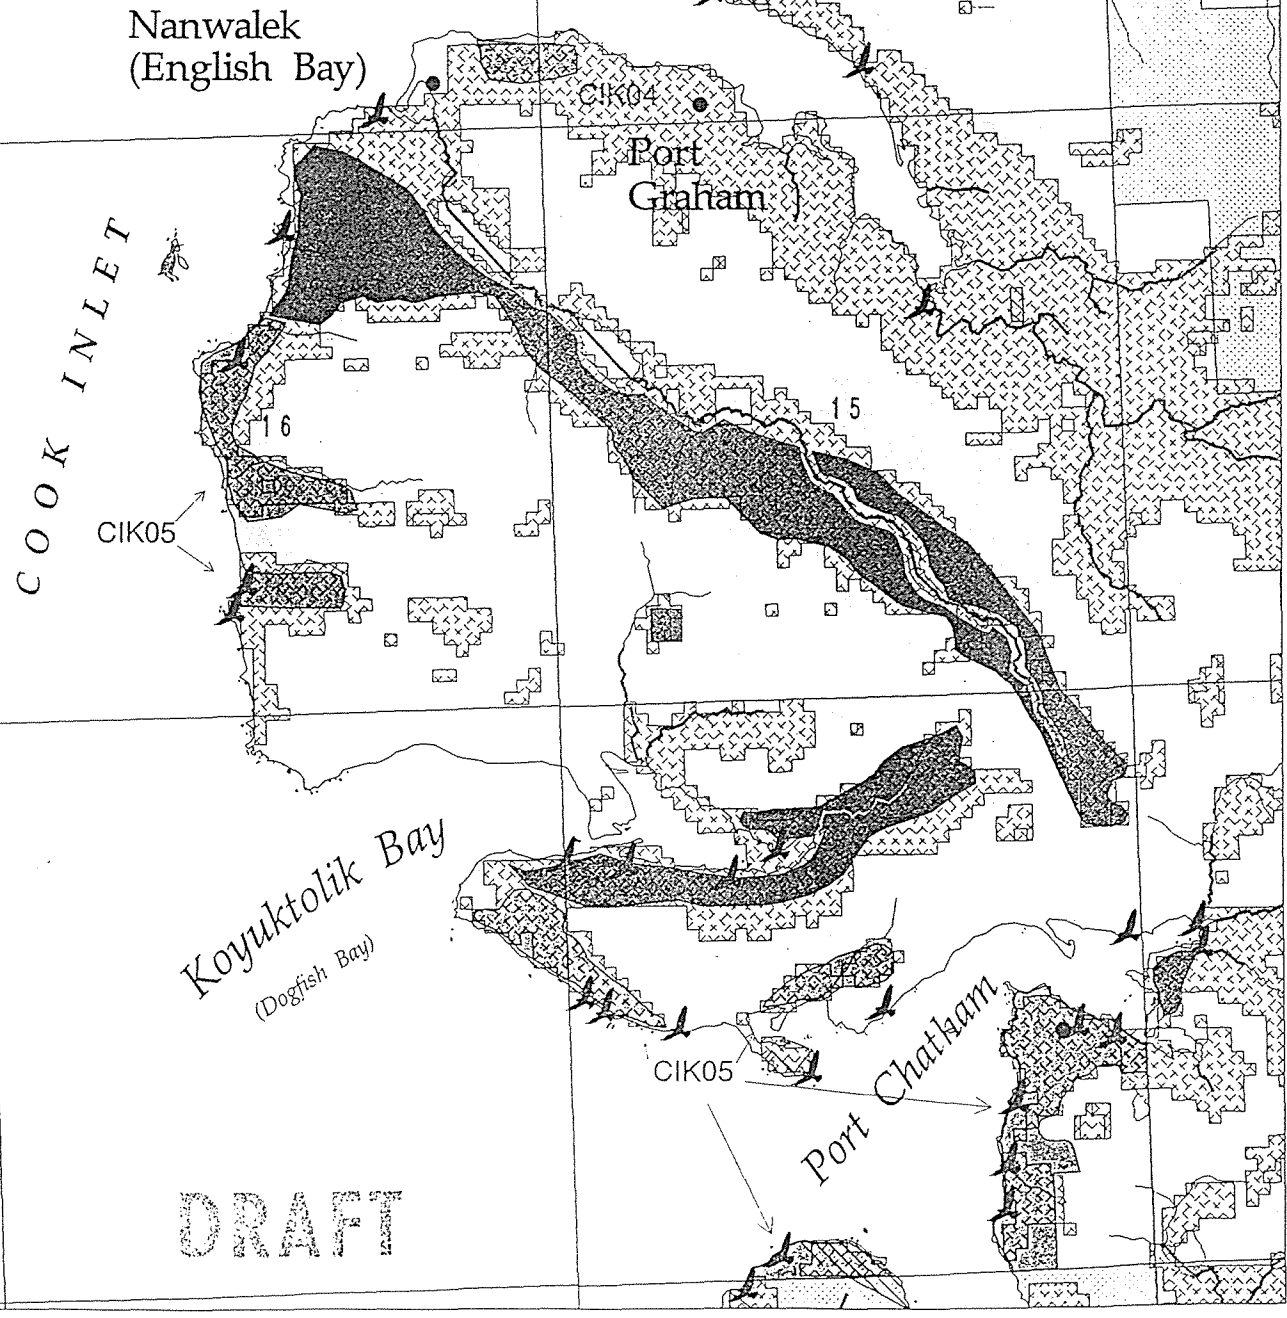 Nanwalek
(English Bay)
CIK04
Port
Graham
COOK INLET
15
16
CIK05
Koyuktolik Bay
(Dogfish Bay)
CIK05
Port Chatham
DRAFT